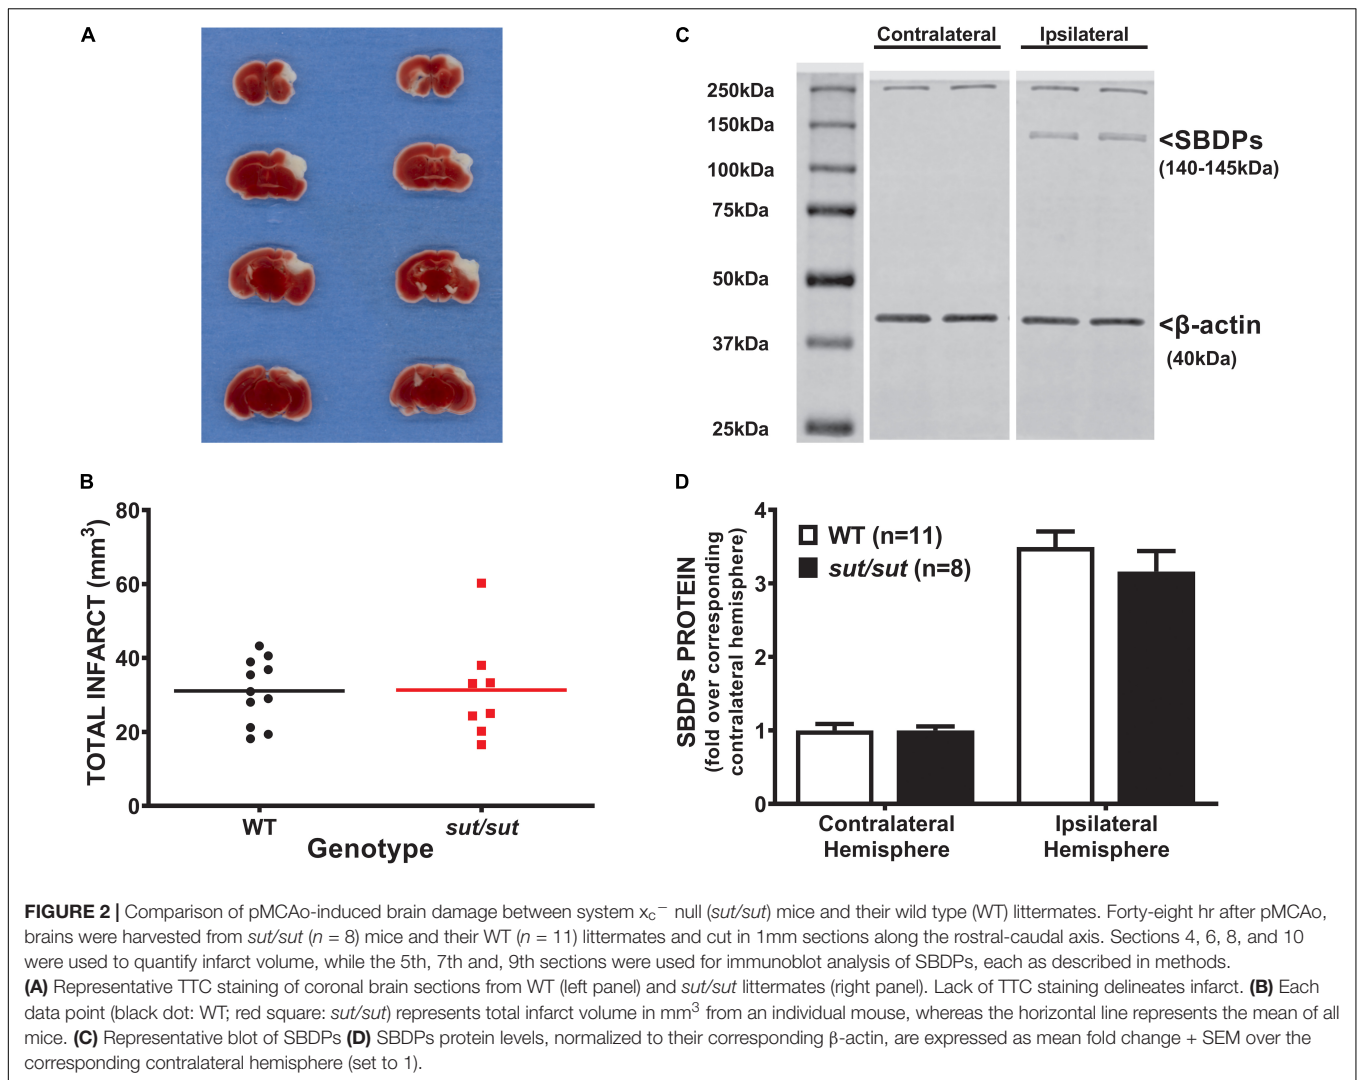 A
C
Contralateral
Ipsilateral
250kDa
150kDa
100kDa
75kDa
50kDa
37kDa
25kDa
<SBDPs
(140-145kDa)
<β-actin
(40kDa)
B
80
60
40
20
0
TOTAL INFARCT (mm3)
WT
sut/sut
Genotype
D
4
3
2
1
0
SBDPs PROTEIN
(fold over corresponding
contralateral hemisphere)
WT (n=11)
sut/sut (n=8)
Contralateral
Hemisphere
Ipsilateral
Hemisphere
FIGURE 2 | Comparison of pMCAo-induced brain damage between system xc− null (sut/sut) mice and their wild type (WT) littermates. Forty-eight hr after pMCAo,
brains were harvested from sut/sut (n = 8) mice and their WT (n = 11) littermates and cut in 1mm sections along the rostral-caudal axis. Sections 4, 6, 8, and 10
were used to quantify infarct volume, while the 5th, 7th and, 9th sections were used for immunoblot analysis of SBDPs, each as described in methods.
(A) Representative TTC staining of coronal brain sections from WT (left panel) and sut/sut littermates (right panel). Lack of TTC staining delineates infarct. (B) Each
data point (black dot: WT; red square: sut/sut) represents total infarct volume in mm3 from an individual mouse, whereas the horizontal line represents the mean of all
mice. (C) Representative blot of SBDPs (D) SBDPs protein levels, normalized to their corresponding β-actin, are expressed as mean fold change + SEM over the
corresponding contralateral hemisphere (set to 1).